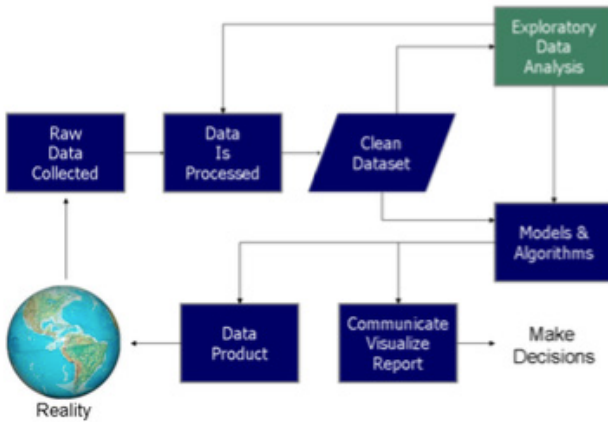 Exploratory
Data
Analysis
Raw
Data
Collected
Data
Is
Processed
Clean
Dataset
Models &
Algorithms
Data
Product
Communicate
Visualize
Report
Make
Decisions
Reality